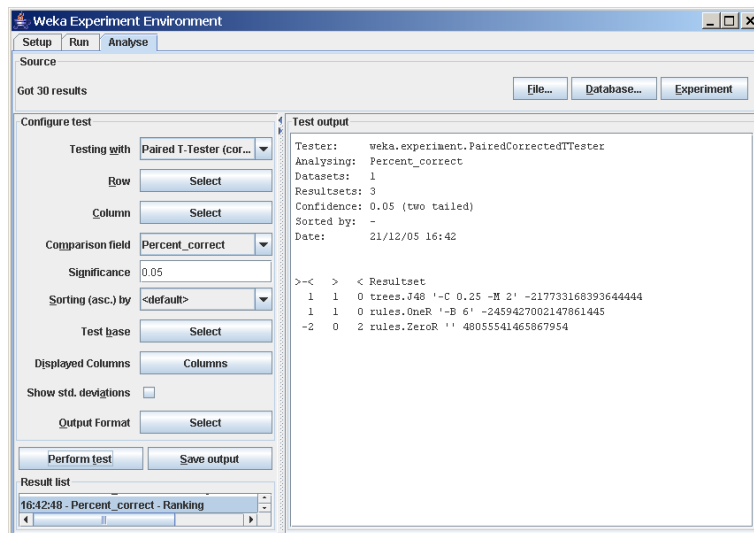 Weka Experiment Environment
Setup Run Analyse
Source
Got 30 results
File... Database... Experiment
Configure test
Testing with Paired T-Tester (cor...
Row Select
Column Select
Comparison field Percent_correct
Significance 0.05
Sorting (asc.) by <default>
Test base Select
Displayed Columns Columns
Show std. deviations
Output Format Select
Perform test Save output
Result list
16:42:48 - Percent_correct - Ranking
Test output
Tester: weka.experiment.PairedCorrectedTTester
Analysing: Percent_correct
Datasets: 1
Resultsets: 3
Confidence: 0.05 (two tailed)
Sorted by: -
Date: 21/12/05 16:42
>-< > < Resultset
1 1 0 trees.J48 '-C 0.25 -M 2' -217733168393644444
1 1 0 rules.OneR '-B 6' -2459427002147861445
-2 0 2 rules.ZeroR '' 48055541465867954